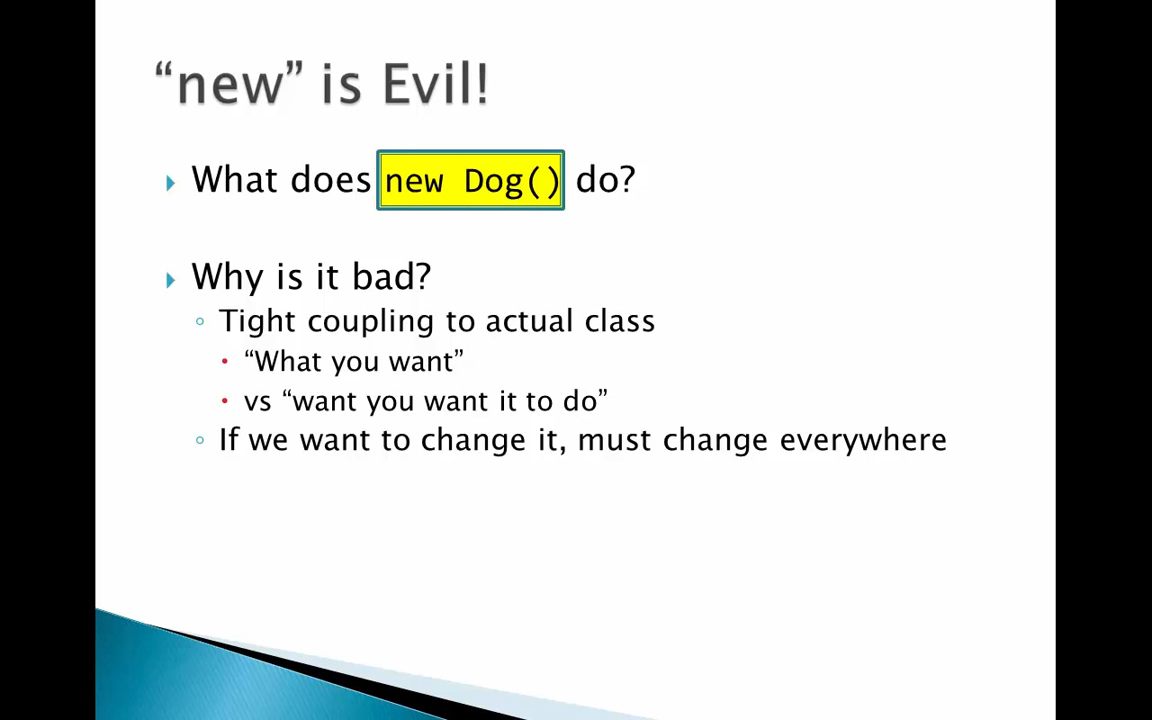 “new” is Evil!
What does new Dog() do?
Why is it bad?
Tight coupling to actual class
“What you want”
vs “want you want it to do”
If we want to change it, must change everywhere